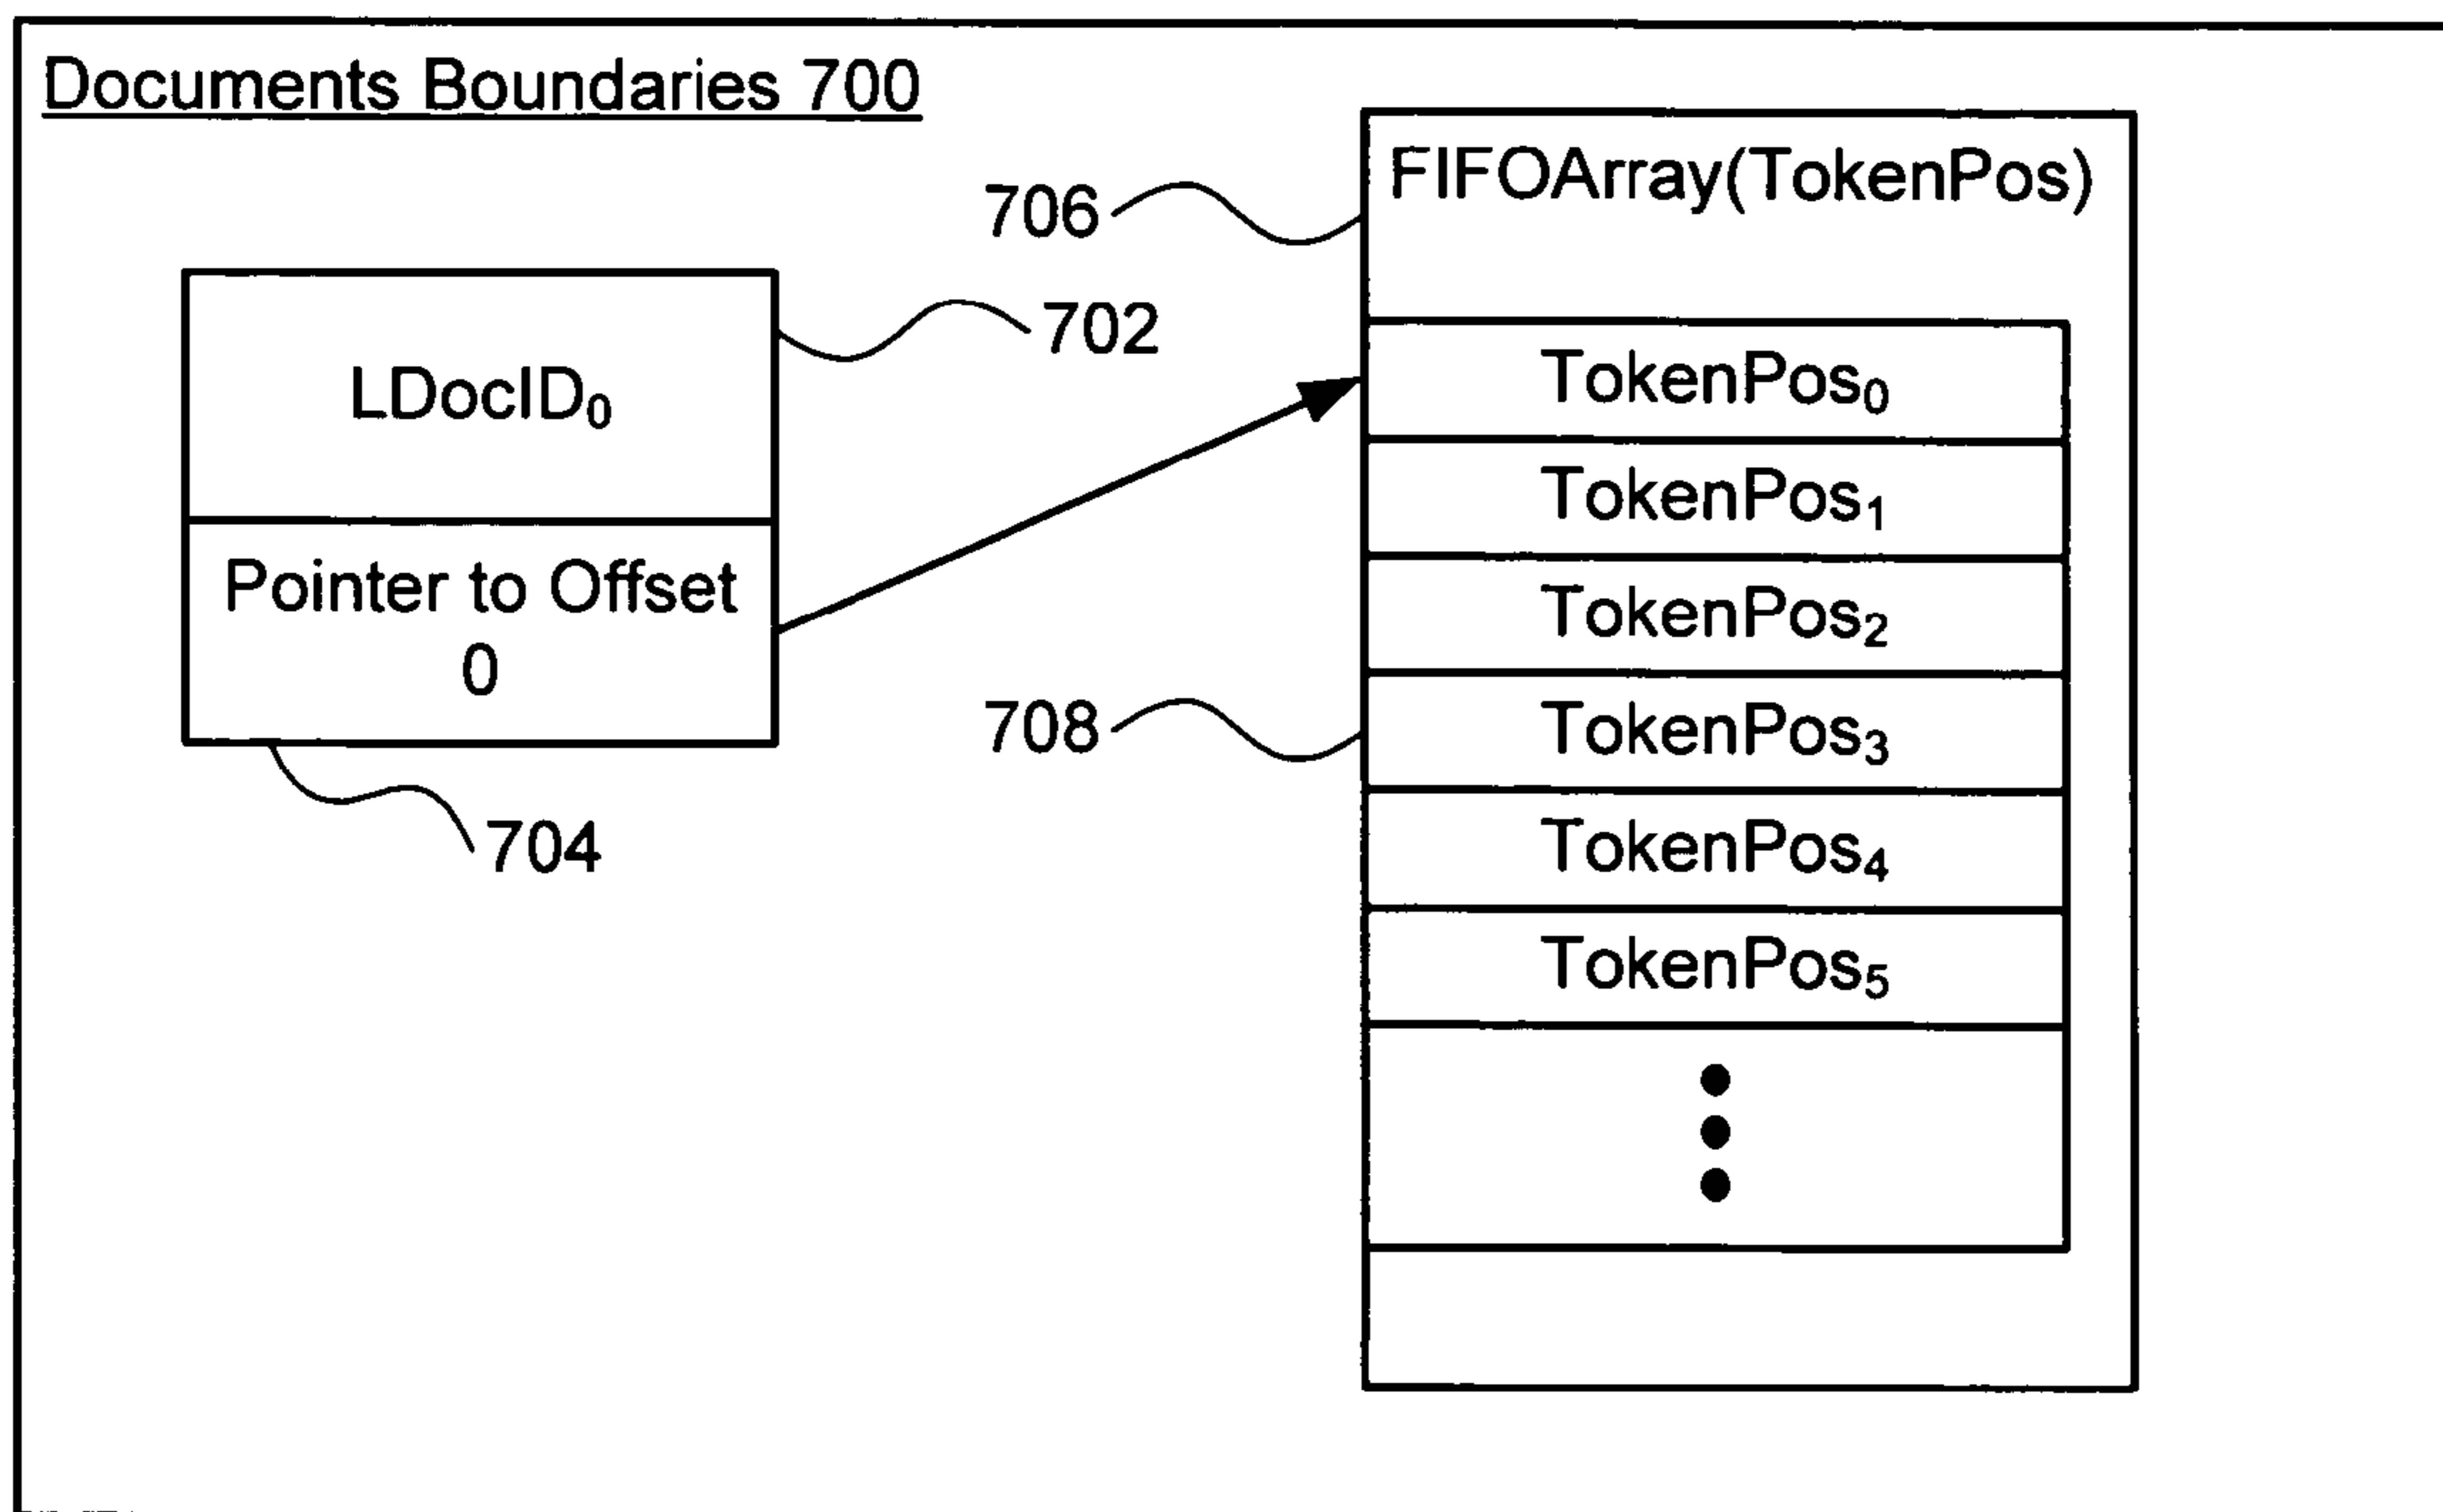 Documents Boundaries 700
FIFOArray(TokenPos)
706
702
LDocID₀
TokenPos₀
TokenPos₁
Pointer to Offset
0
TokenPos₂
708
TokenPos₃
704
TokenPos₄
TokenPos₅